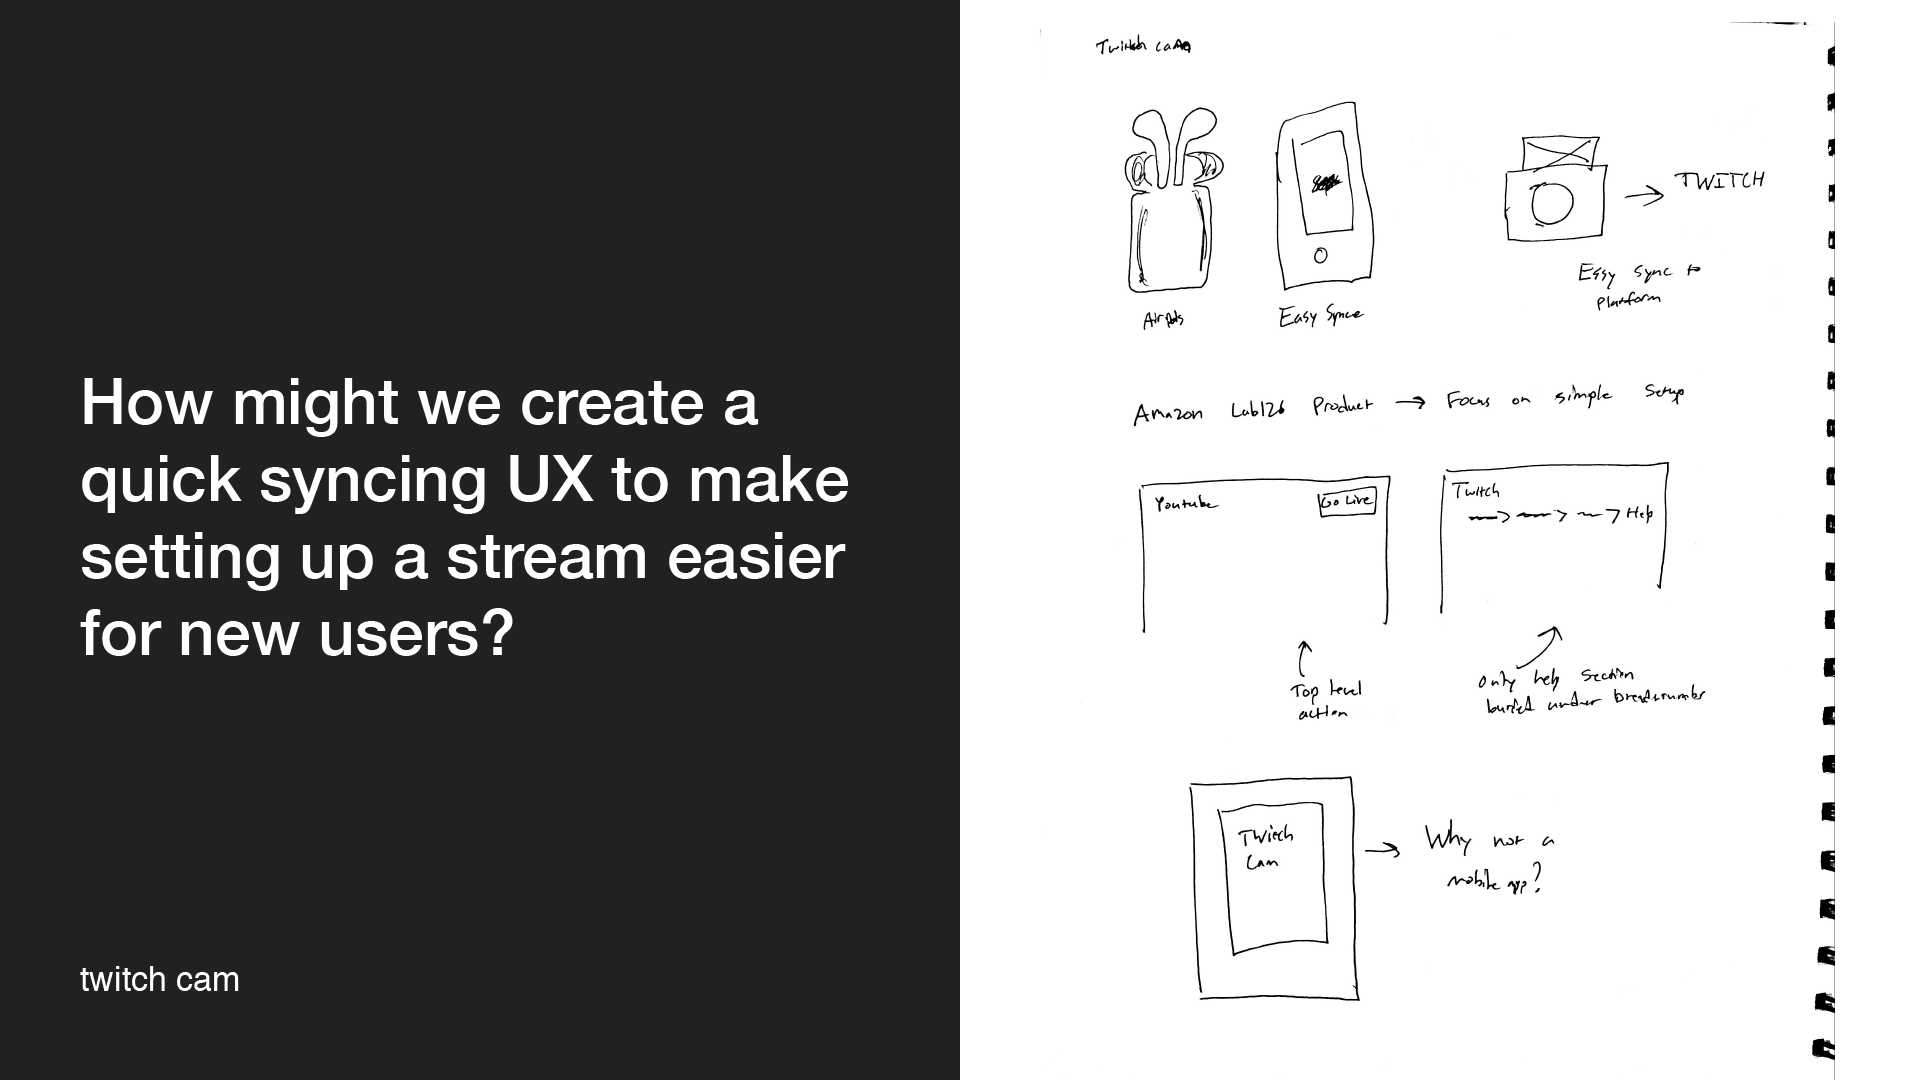 How might we create a
quick syncing UX to make
setting up a stream easier
for new users?
twitch cam
Twitch cam
TWITCH
Easy sync to
platform
AirPods
Easy Sync
Amazon Lab126 Product → Focus on simple setup
Youtube
Go Live
Twitch
→ → → Help
Top level
action
Only help section
buried under breadcrumbs
Twitch
Cam
→ Why not a
mobile app?